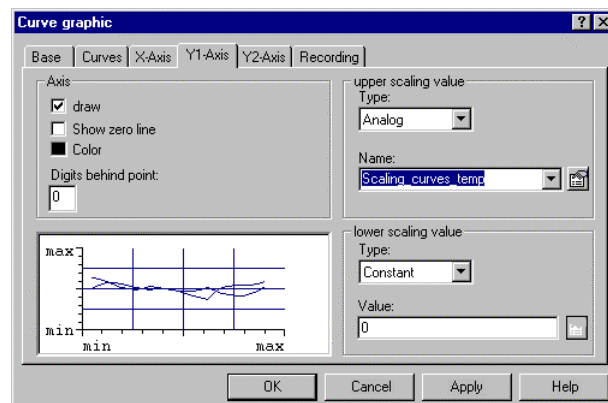 Curve graphic
Base Curves X-Axis Y1-Axis Y2-Axis Recording
Axis
draw
Show zero line
Color
Digits behind point:
0
upper scaling value
Type:
Analog
Name:
Scaling_curves_temp
max
min
min max
lower scaling value
Type:
Constant
Value:
0
OK Cancel Apply Help